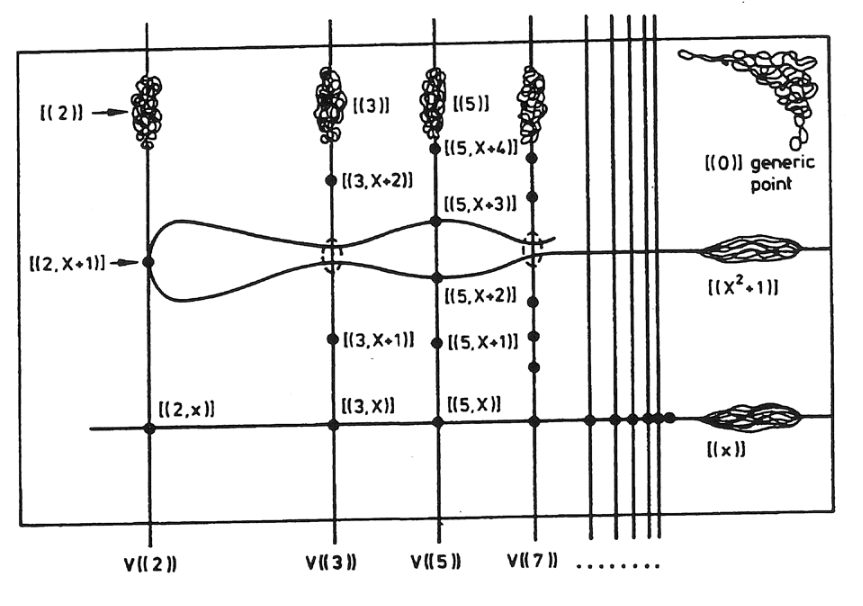 [(2)]
[(3)]
[(5)]
[(5,X+4)]
[(0)] generic
point
[(3,X+2)]
[(5,X+3)]
[(2,X+1)]
[(5,X+2)]
[(X²+1)]
[(3,X+1)]
[(5,X+1)]
[(2,x)]
[(3,X)]
[(5,X)]
[(x)]
V((2))
V((3))
V((5))
V((7))
.........